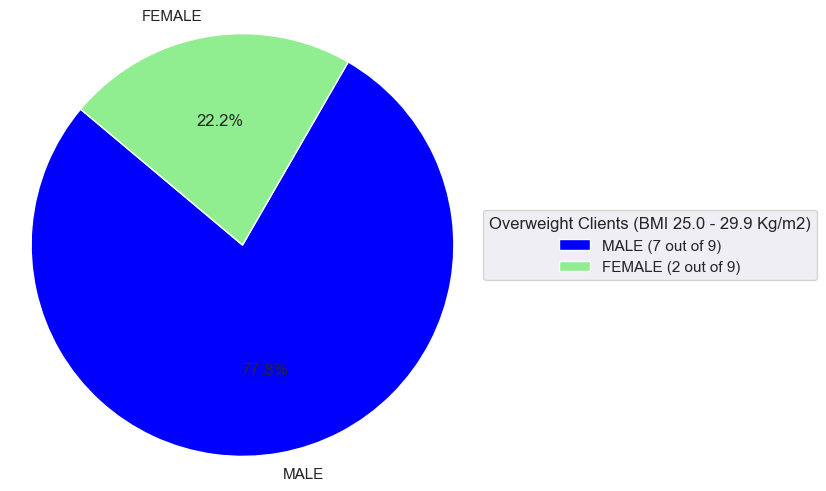 FEMALE
22.2%
Overweight Clients (BMI 25.0 - 29.9 Kg/m2)
MALE (7 out of 9)
FEMALE (2 out of 9)
77.8%
MALE